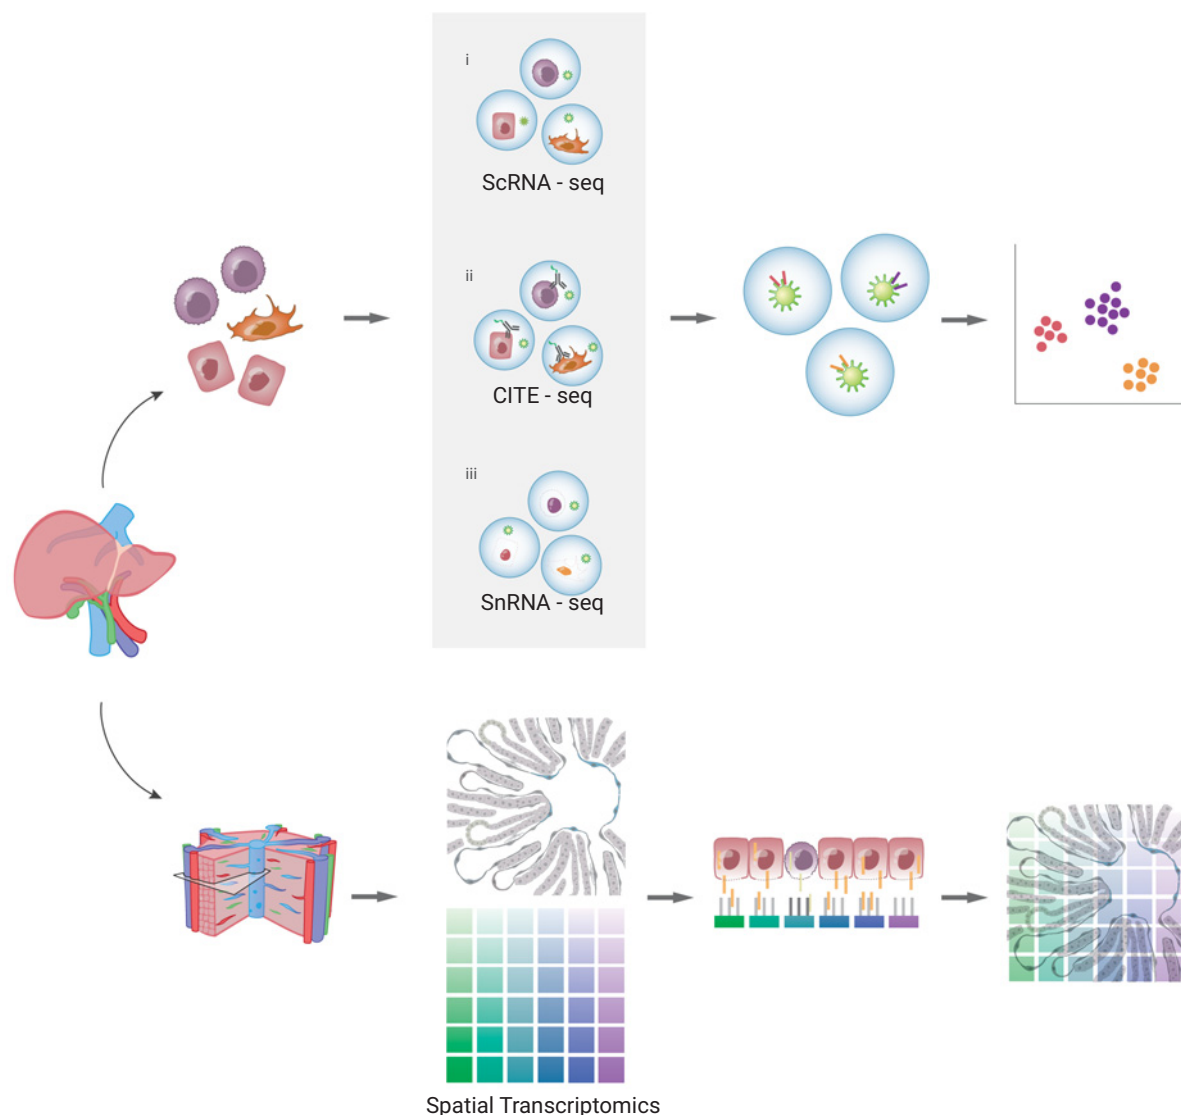 i
ScRNA - seq
ii
CITE - seq
iii
SnRNA - seq
Spatial Transcriptomics